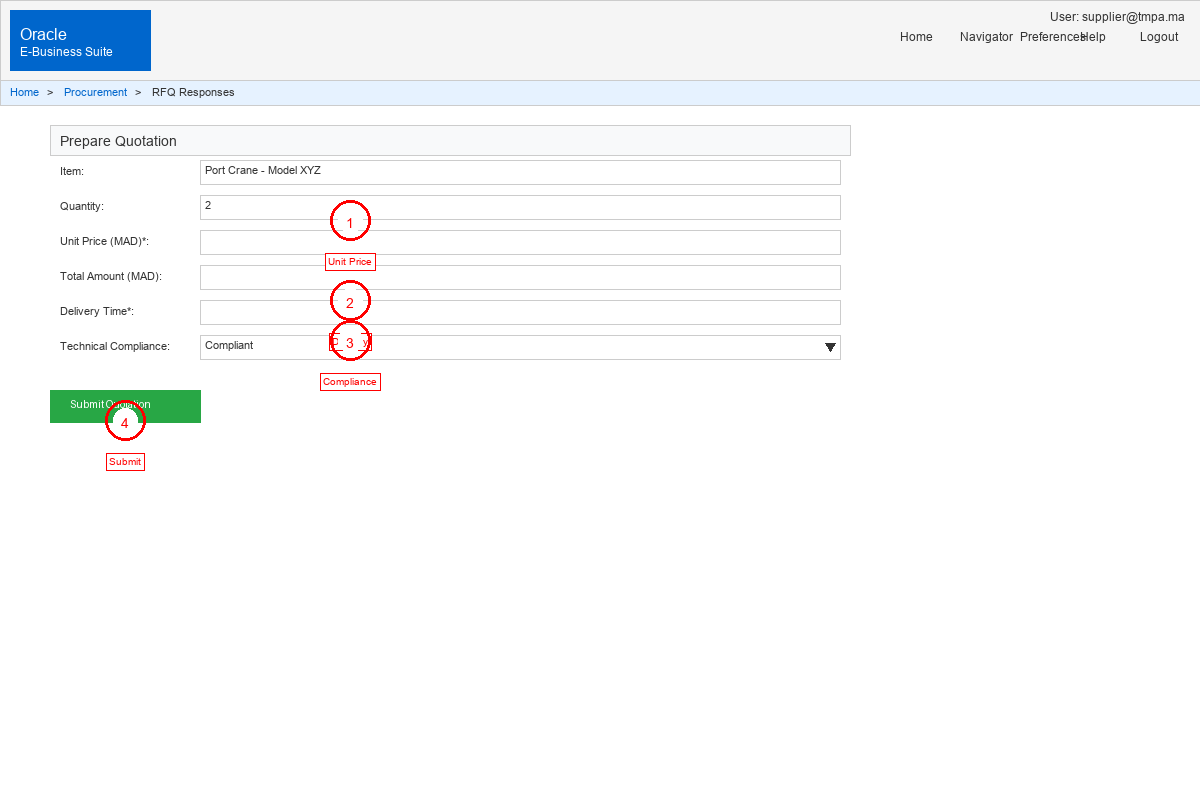 User: supplier@tmpa.ma
Oracle
E-Business Suite
Home Navigator Preferences Help Logout
Home > Procurement > RFQ Responses
Prepare Quotation
Item: Port Crane - Model XYZ
Quantity: 2
1
Unit Price (MAD)*:
Unit Price
Total Amount (MAD):
2
Delivery Time*:
Technical Compliance: Compliant
3
Compliance
Submit Quotation
4
Submit